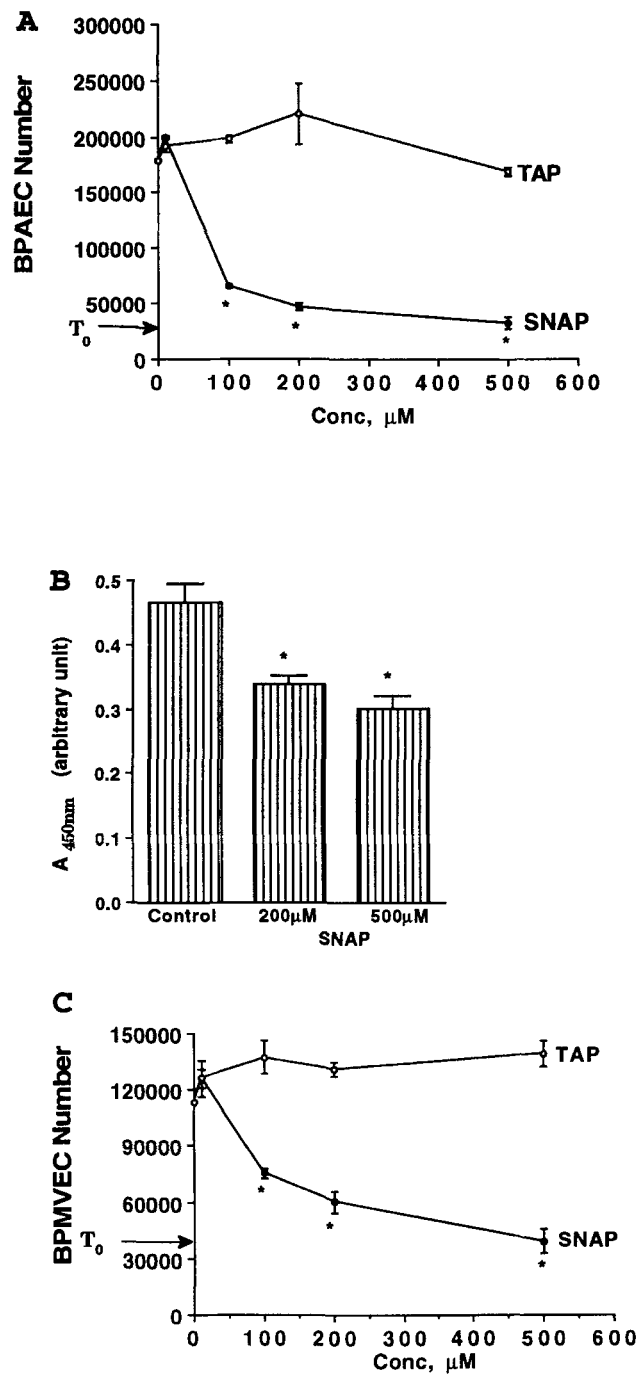 A
BPAEC Number
300000
250000
200000
150000
100000
50000
0
T0
TAP
SNAP
*
*
*
0 100 200 300 400 500 600
Conc, µM
B
A 450nm (arbitrary unit)
0.5
0.4
0.3
0.2
0.1
0.0
*
*
Control 200µM 500µM
SNAP
C
BPMVEC Number
150000
120000
90000
60000
30000
0
T0
TAP
SNAP
*
*
*
0 100 200 300 400 500 600
Conc, µM